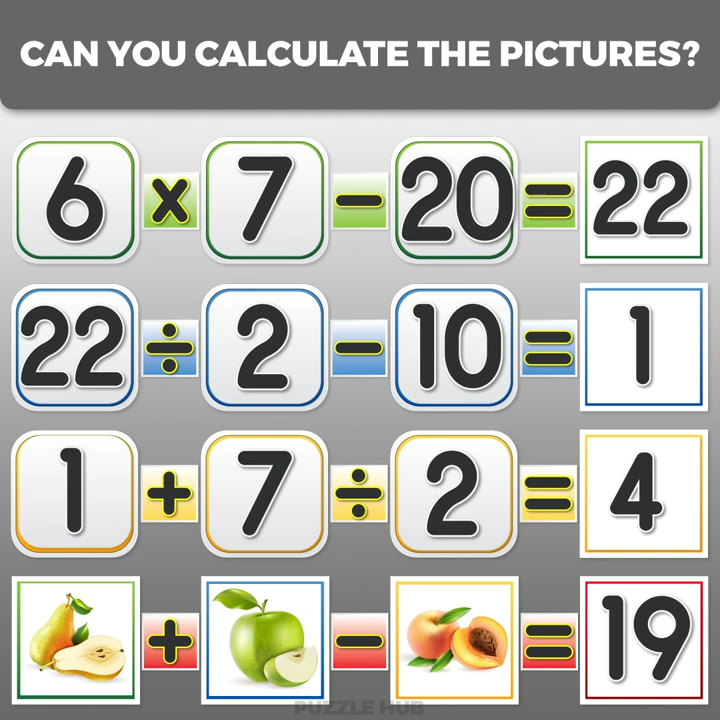 CAN YOU CALCULATE THE PICTURES?
6 x 7 − 20 = 22
22 ÷ 2 − 10 = 1
1 + 7 ÷ 2 = 4
+ − = 19
PUZZLE HUB